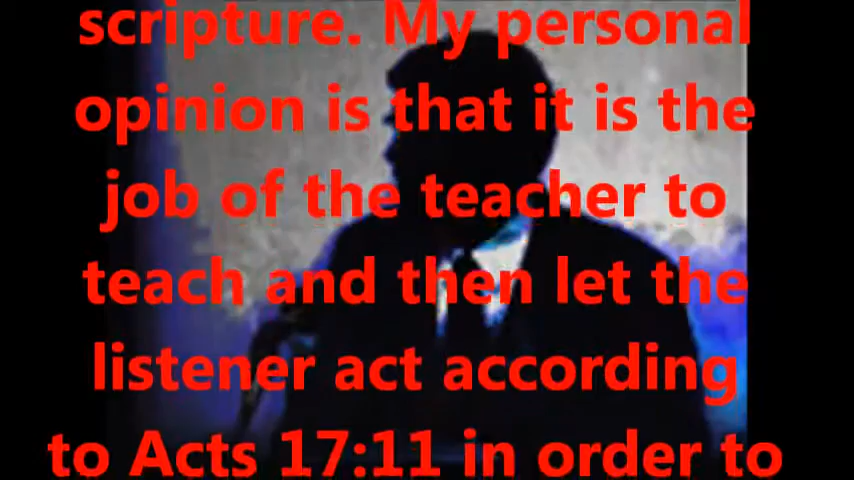 scripture. My personal
opinion is that it is the
job of the teacher to
teach and then let the
listener act according
to Acts 17:11 in order to